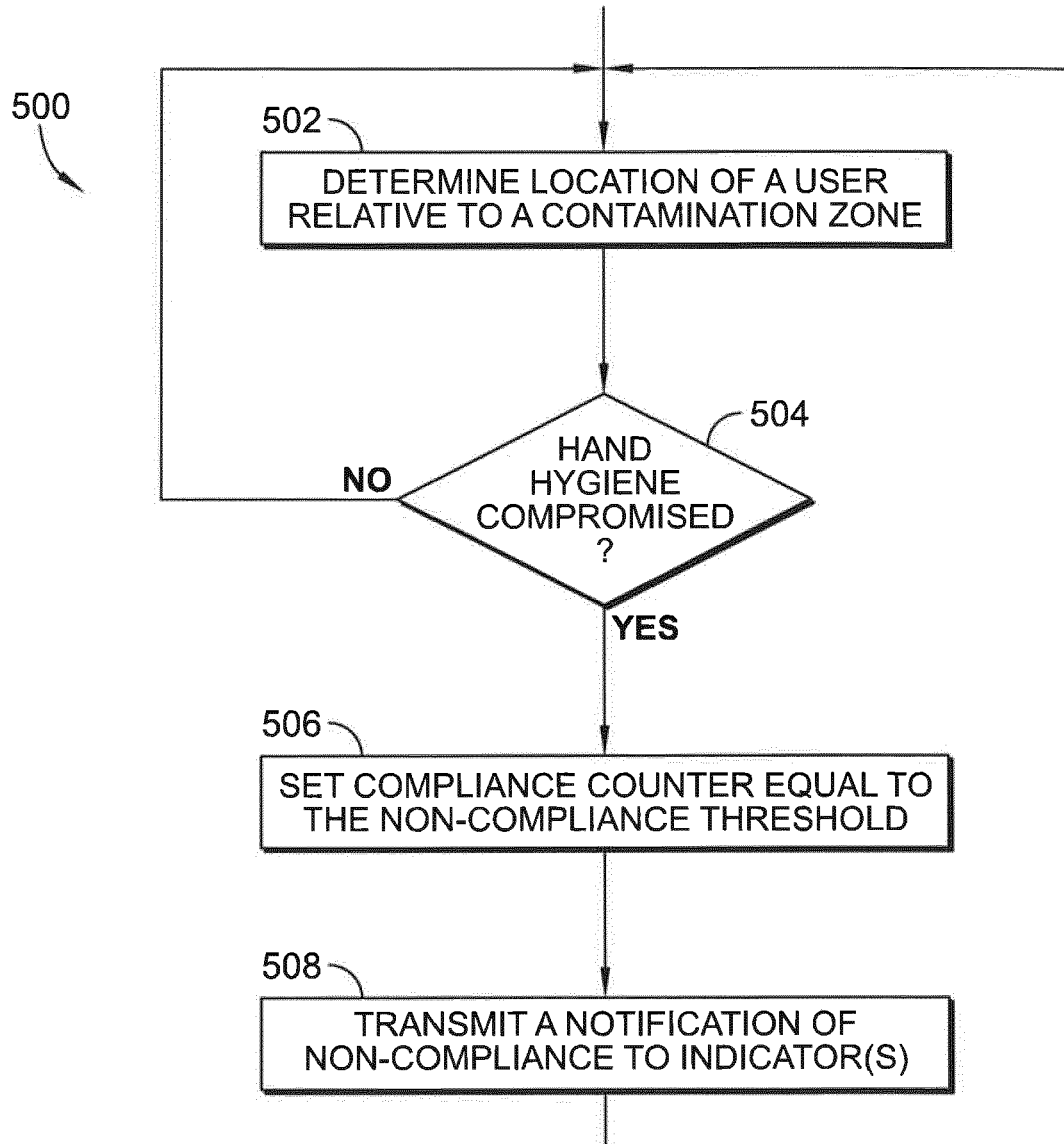 500
502
DETERMINE LOCATION OF A USER
RELATIVE TO A CONTAMINATION ZONE
504
HAND
HYGIENE
COMPROMISED
?
NO
YES
506
SET COMPLIANCE COUNTER EQUAL TO
THE NON-COMPLIANCE THRESHOLD
508
TRANSMIT A NOTIFICATION OF
NON-COMPLIANCE TO INDICATOR(S)